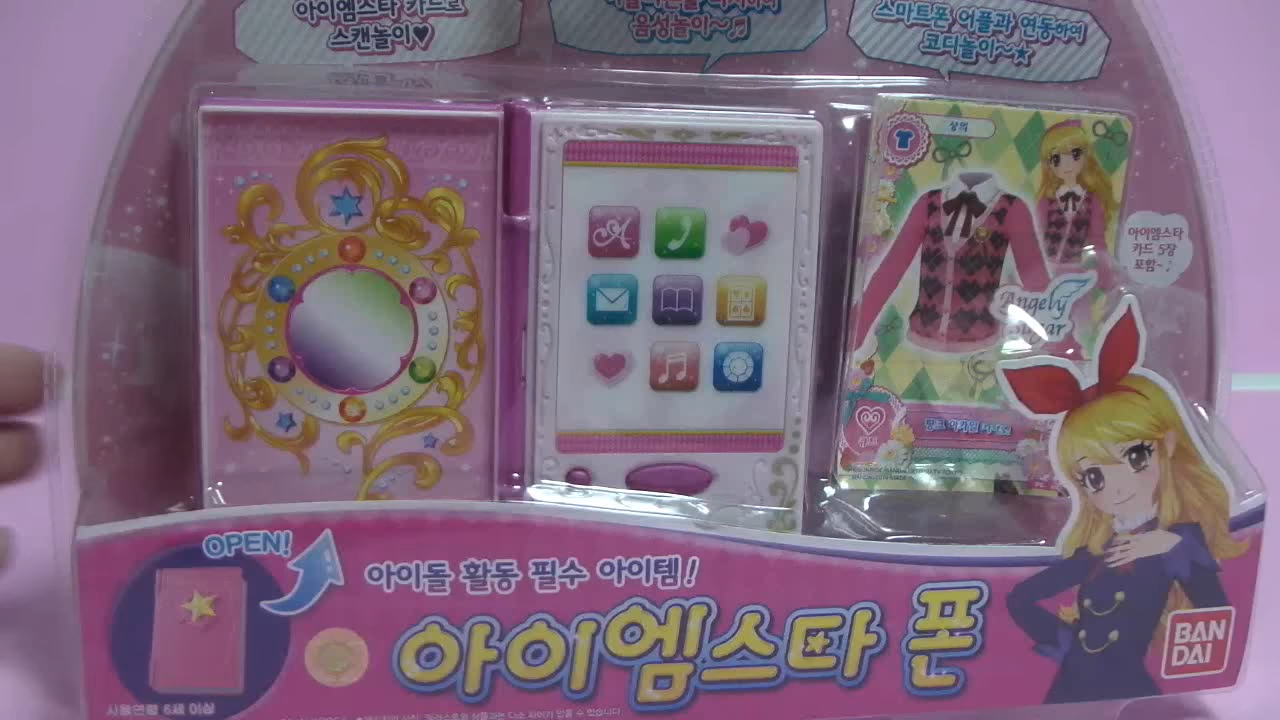 아이엠스타 카드로
스캔놀이♥
음성놀이~♬
스마트폰 어플과 연동하여
코디놀이~★
상의
아이엠스타
카드 5장
포함~♪
Angely
Sugar
OPEN!
아이돌 활동 필수 아이템!
아이엠스타 폰
BAN
DAI
사용연령 6세 이상